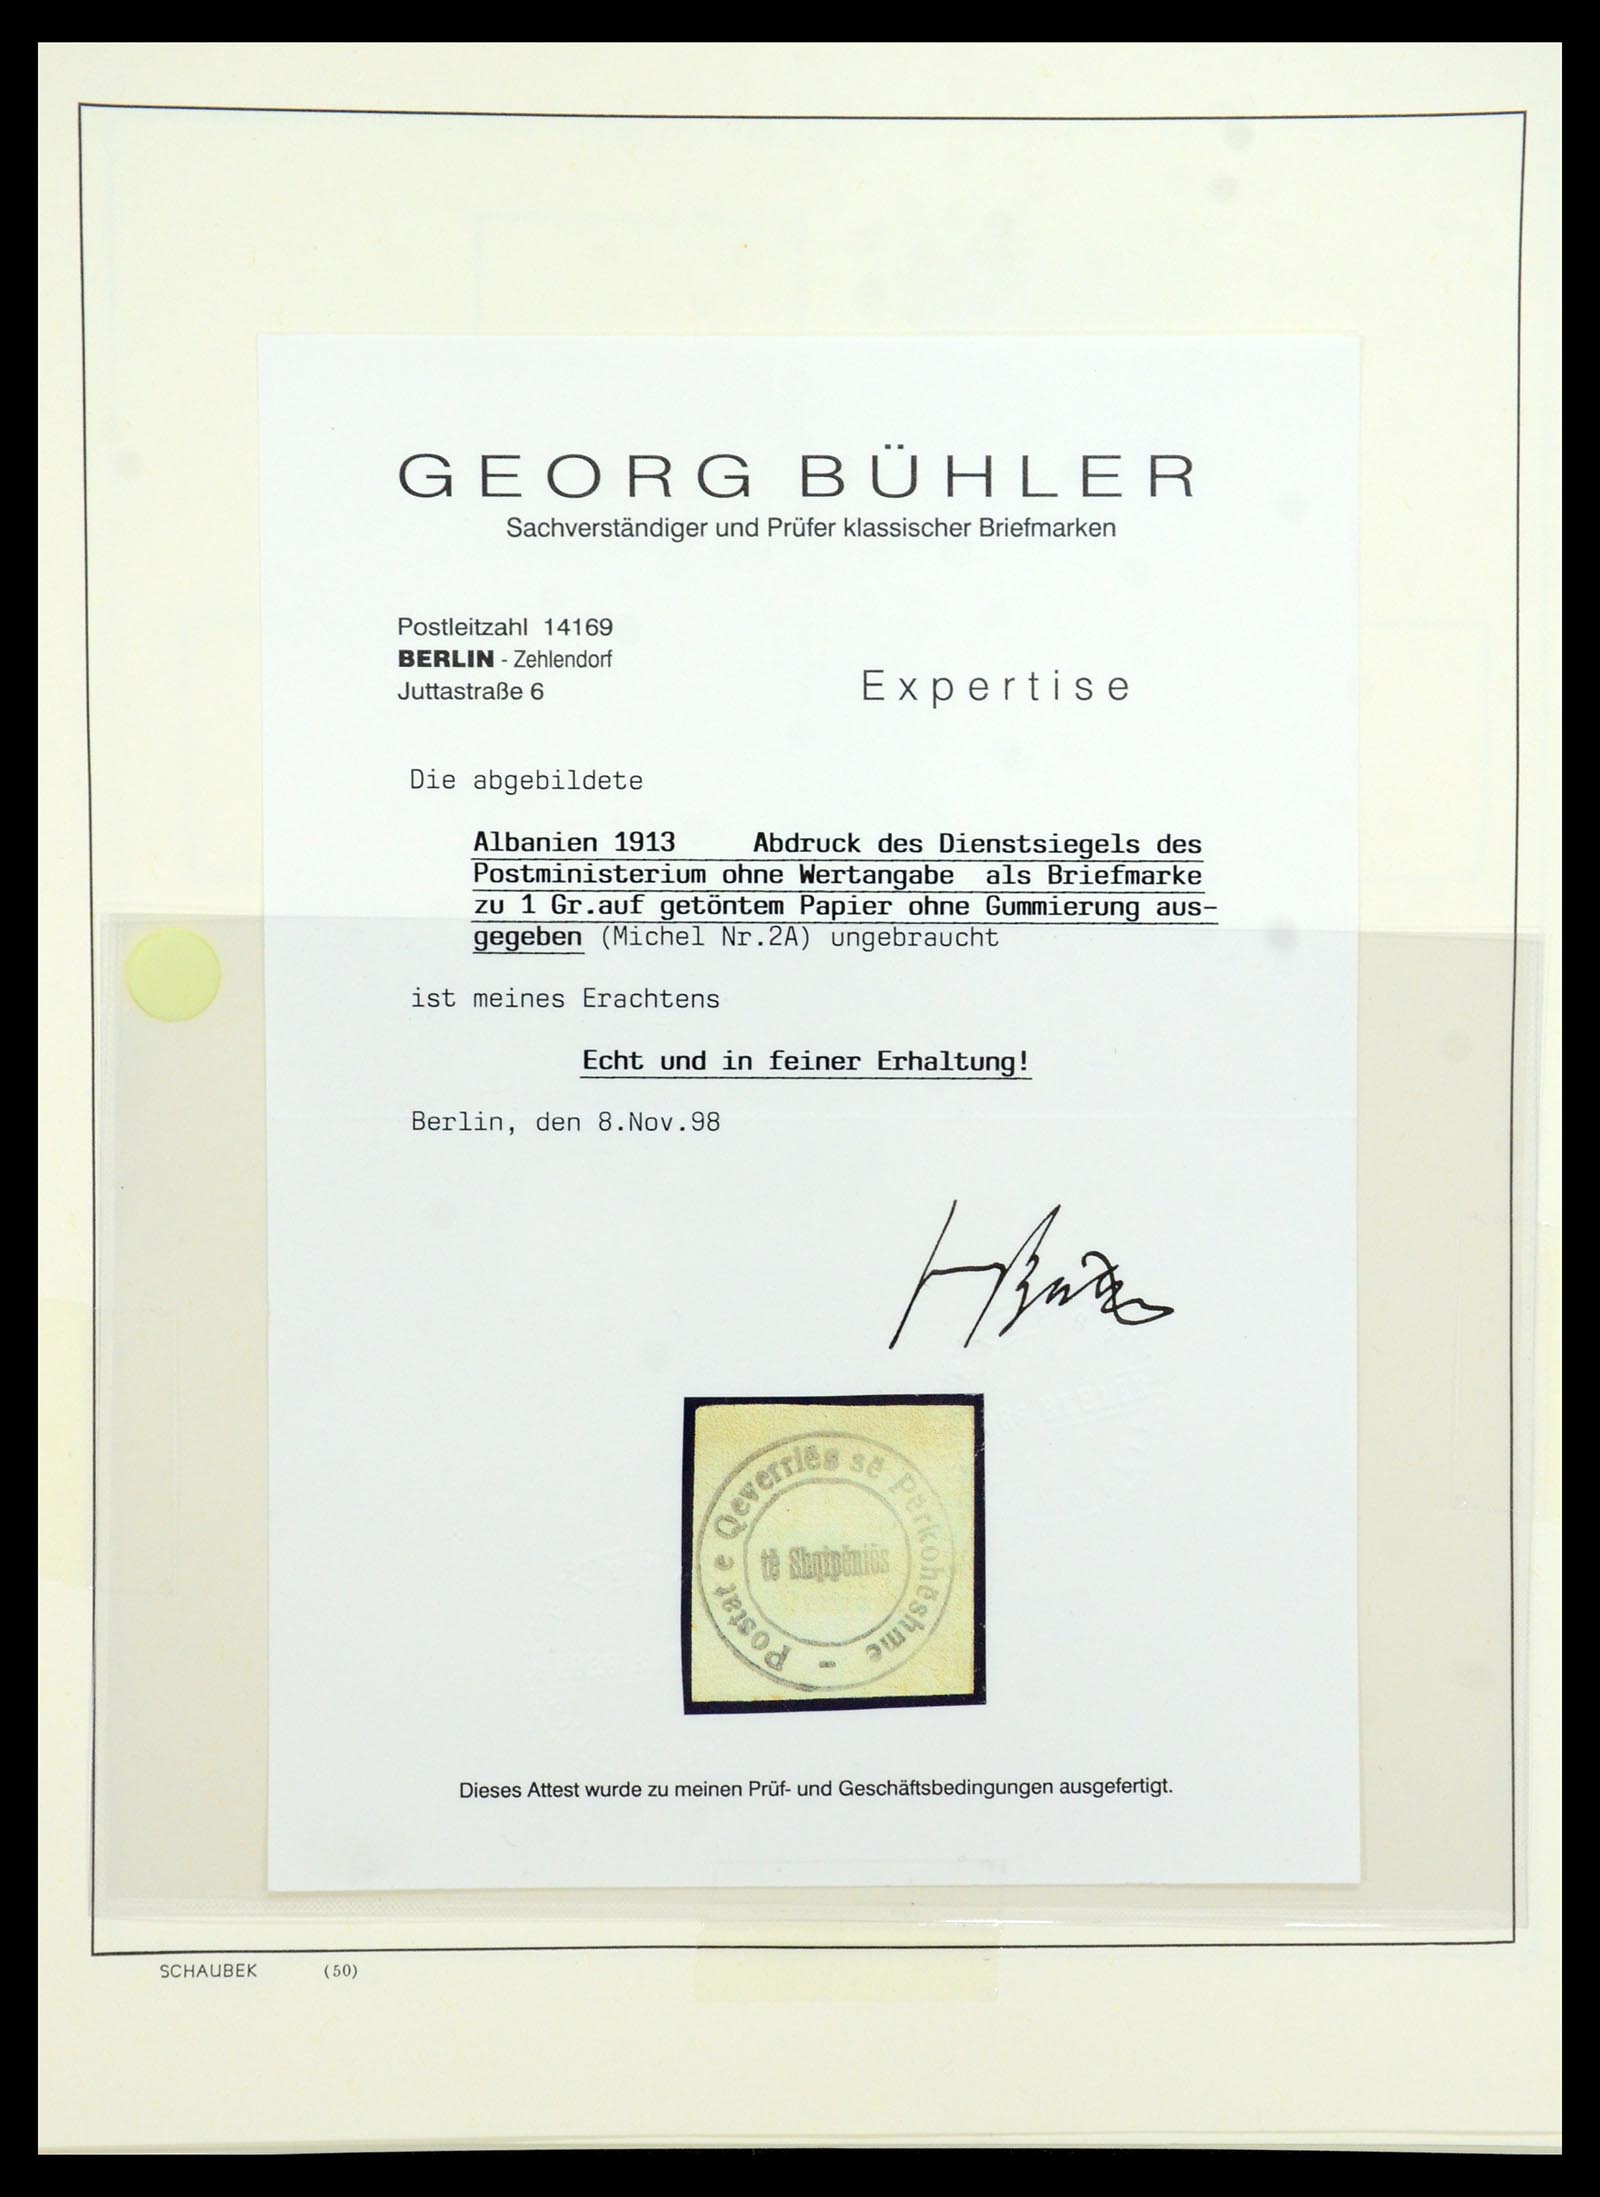 GEORG BÜHLER
Sachverständiger und Prüfer klassischer Briefmarken
Postleitzahl 14169
BERLIN - Zehlendorf
Juttastraße 6
Expertise
Die abgebildete
Albanien 1913 Abdruck des Dienstsiegels des
Postministerium ohne Wertangabe als Briefmarke
zu 1 Gr.auf getöntem Papier ohne Gummierung aus-
gegeben (Michel Nr.2A) ungebraucht
ist meines Erachtens
Echt und in feiner Erhaltung!
Berlin, den 8.Nov.98
Postat e Qeverriës së Përkohëshme -
të Shqipëniës
Dieses Attest wurde zu meinen Prüf- und Geschäftsbedingungen ausgefertigt.
SCHAUBEK (50)